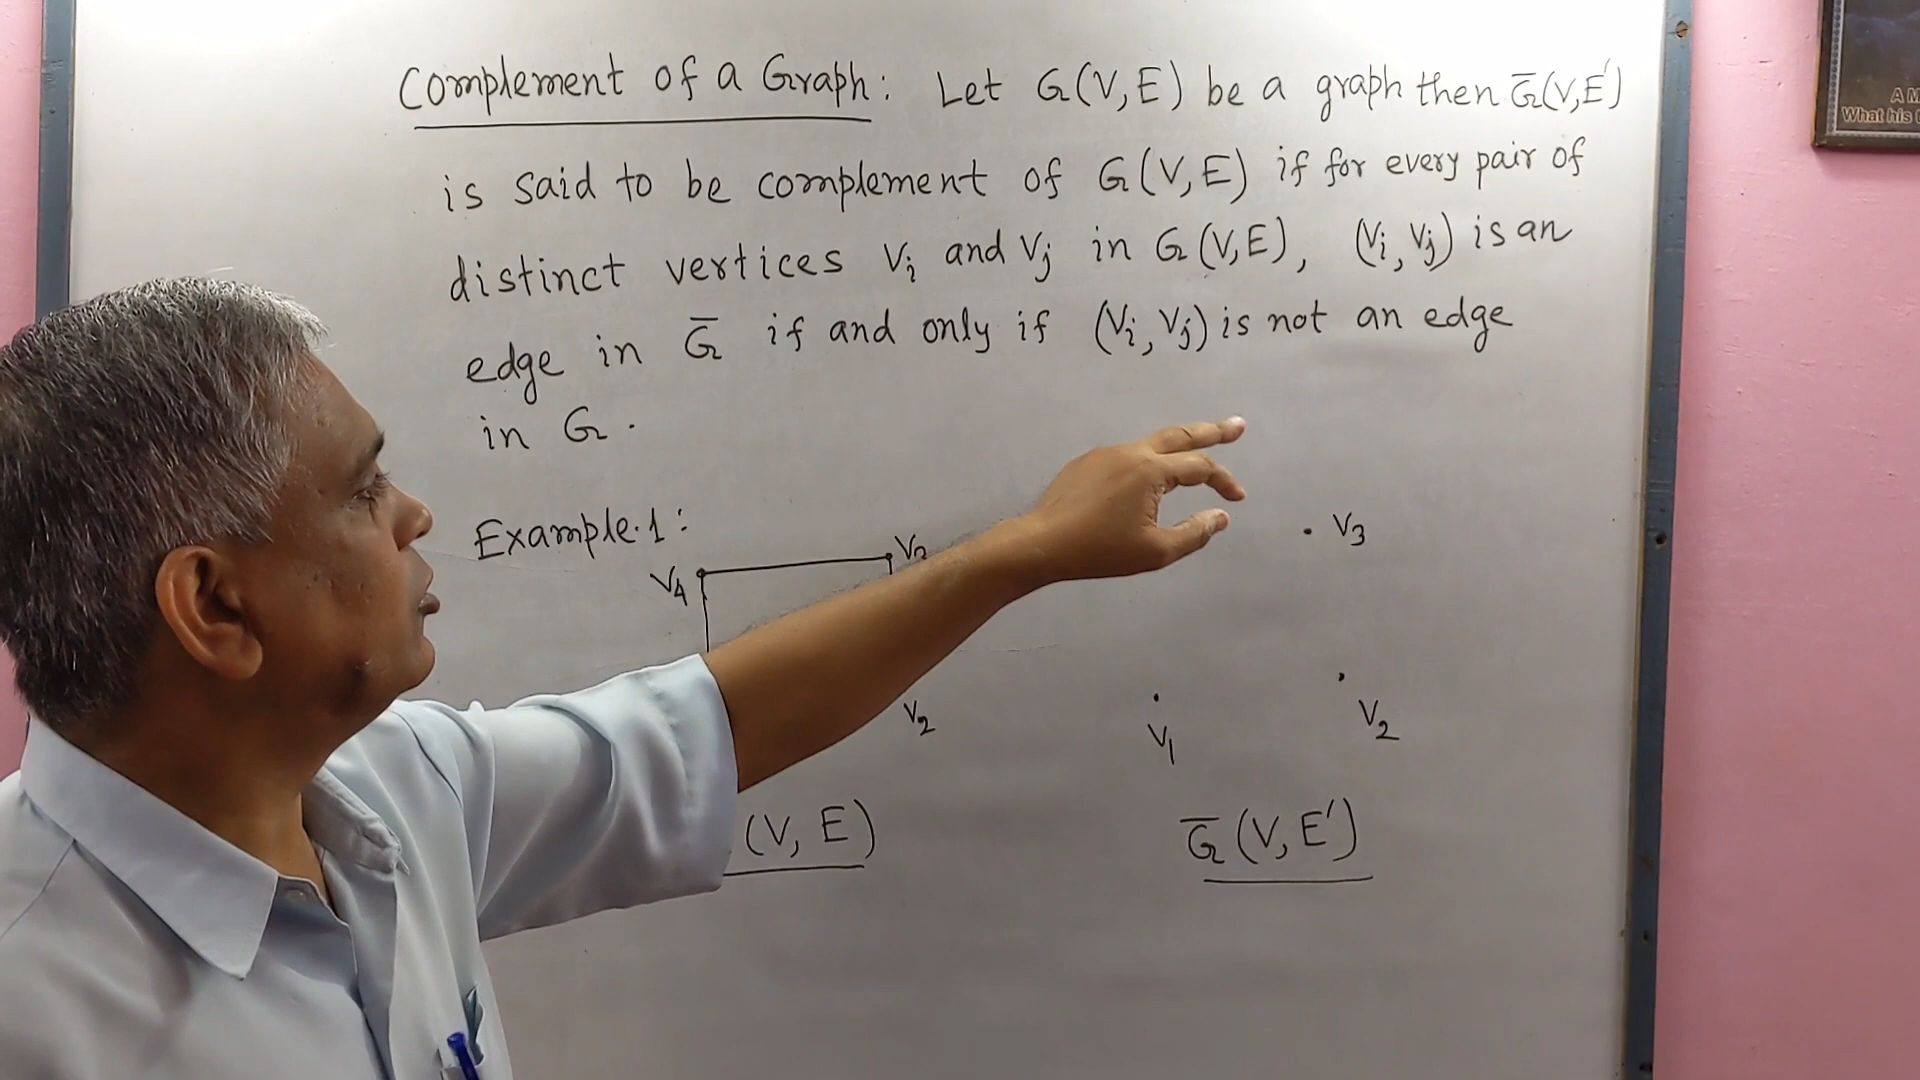 Complement of a Graph: Let G(V,E) be a graph then G̅(V,E')
is said to be complement of G(V,E) if for every pair of
distinct vertices Vi and Vj in G(V,E), (Vi, Vj) is an
edge in G̅ if and only if (Vi, Vj) is not an edge
in G.
Example.1:
V4
V3
V2
V1
V2
(V, E)
G̅ (V, E')
A M
What his